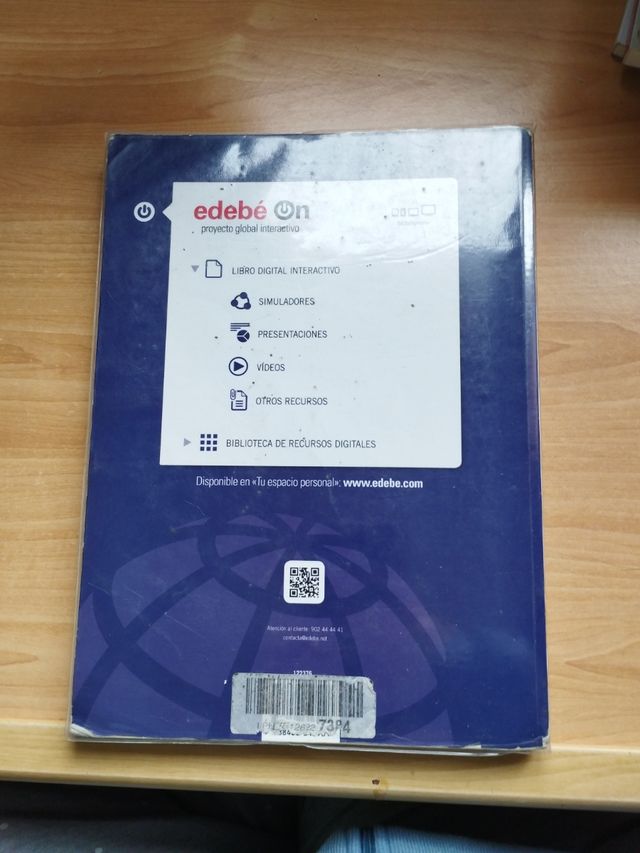 edebé On
proyecto global interactivo
LIBRO DIGITAL INTERACTIVO
SIMULADORES
PRESENTACIONES
VÍDEOS
OTROS RECURSOS
BIBLIOTECA DE RECURSOS DIGITALES
Disponible en «Tu espacio personal»: www.edebe.com
Atención al cliente: 902 44 44 41
contacta@edebe.net
7384